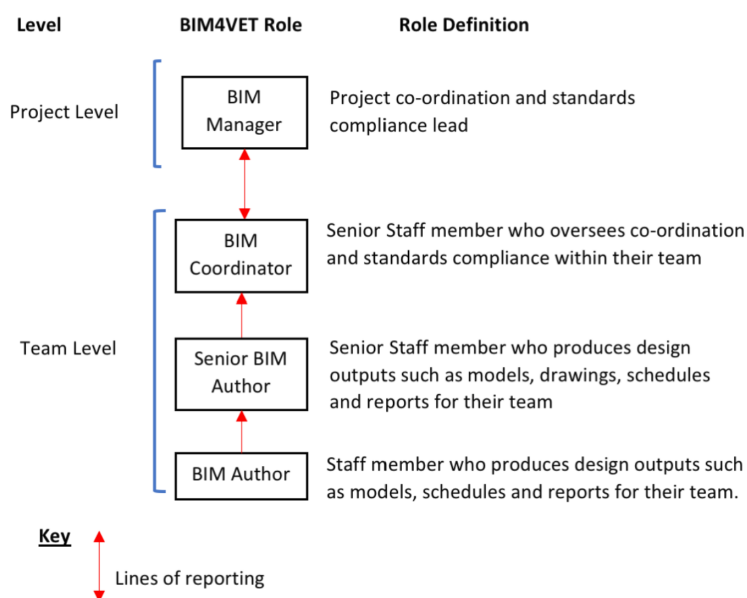 Level BIM4VET Role Role Definition
Project Level
BIM
Manager
Project co-ordination and standards
compliance lead
BIM
Coordinator
Senior Staff member who oversees co-ordination
and standards compliance within their team
Team Level
Senior BIM
Author
Senior Staff member who produces design
outputs such as models, drawings, schedules
and reports for their team
BIM Author
Staff member who produces design outputs such
as models, schedules and reports for their team.
Key
Lines of reporting